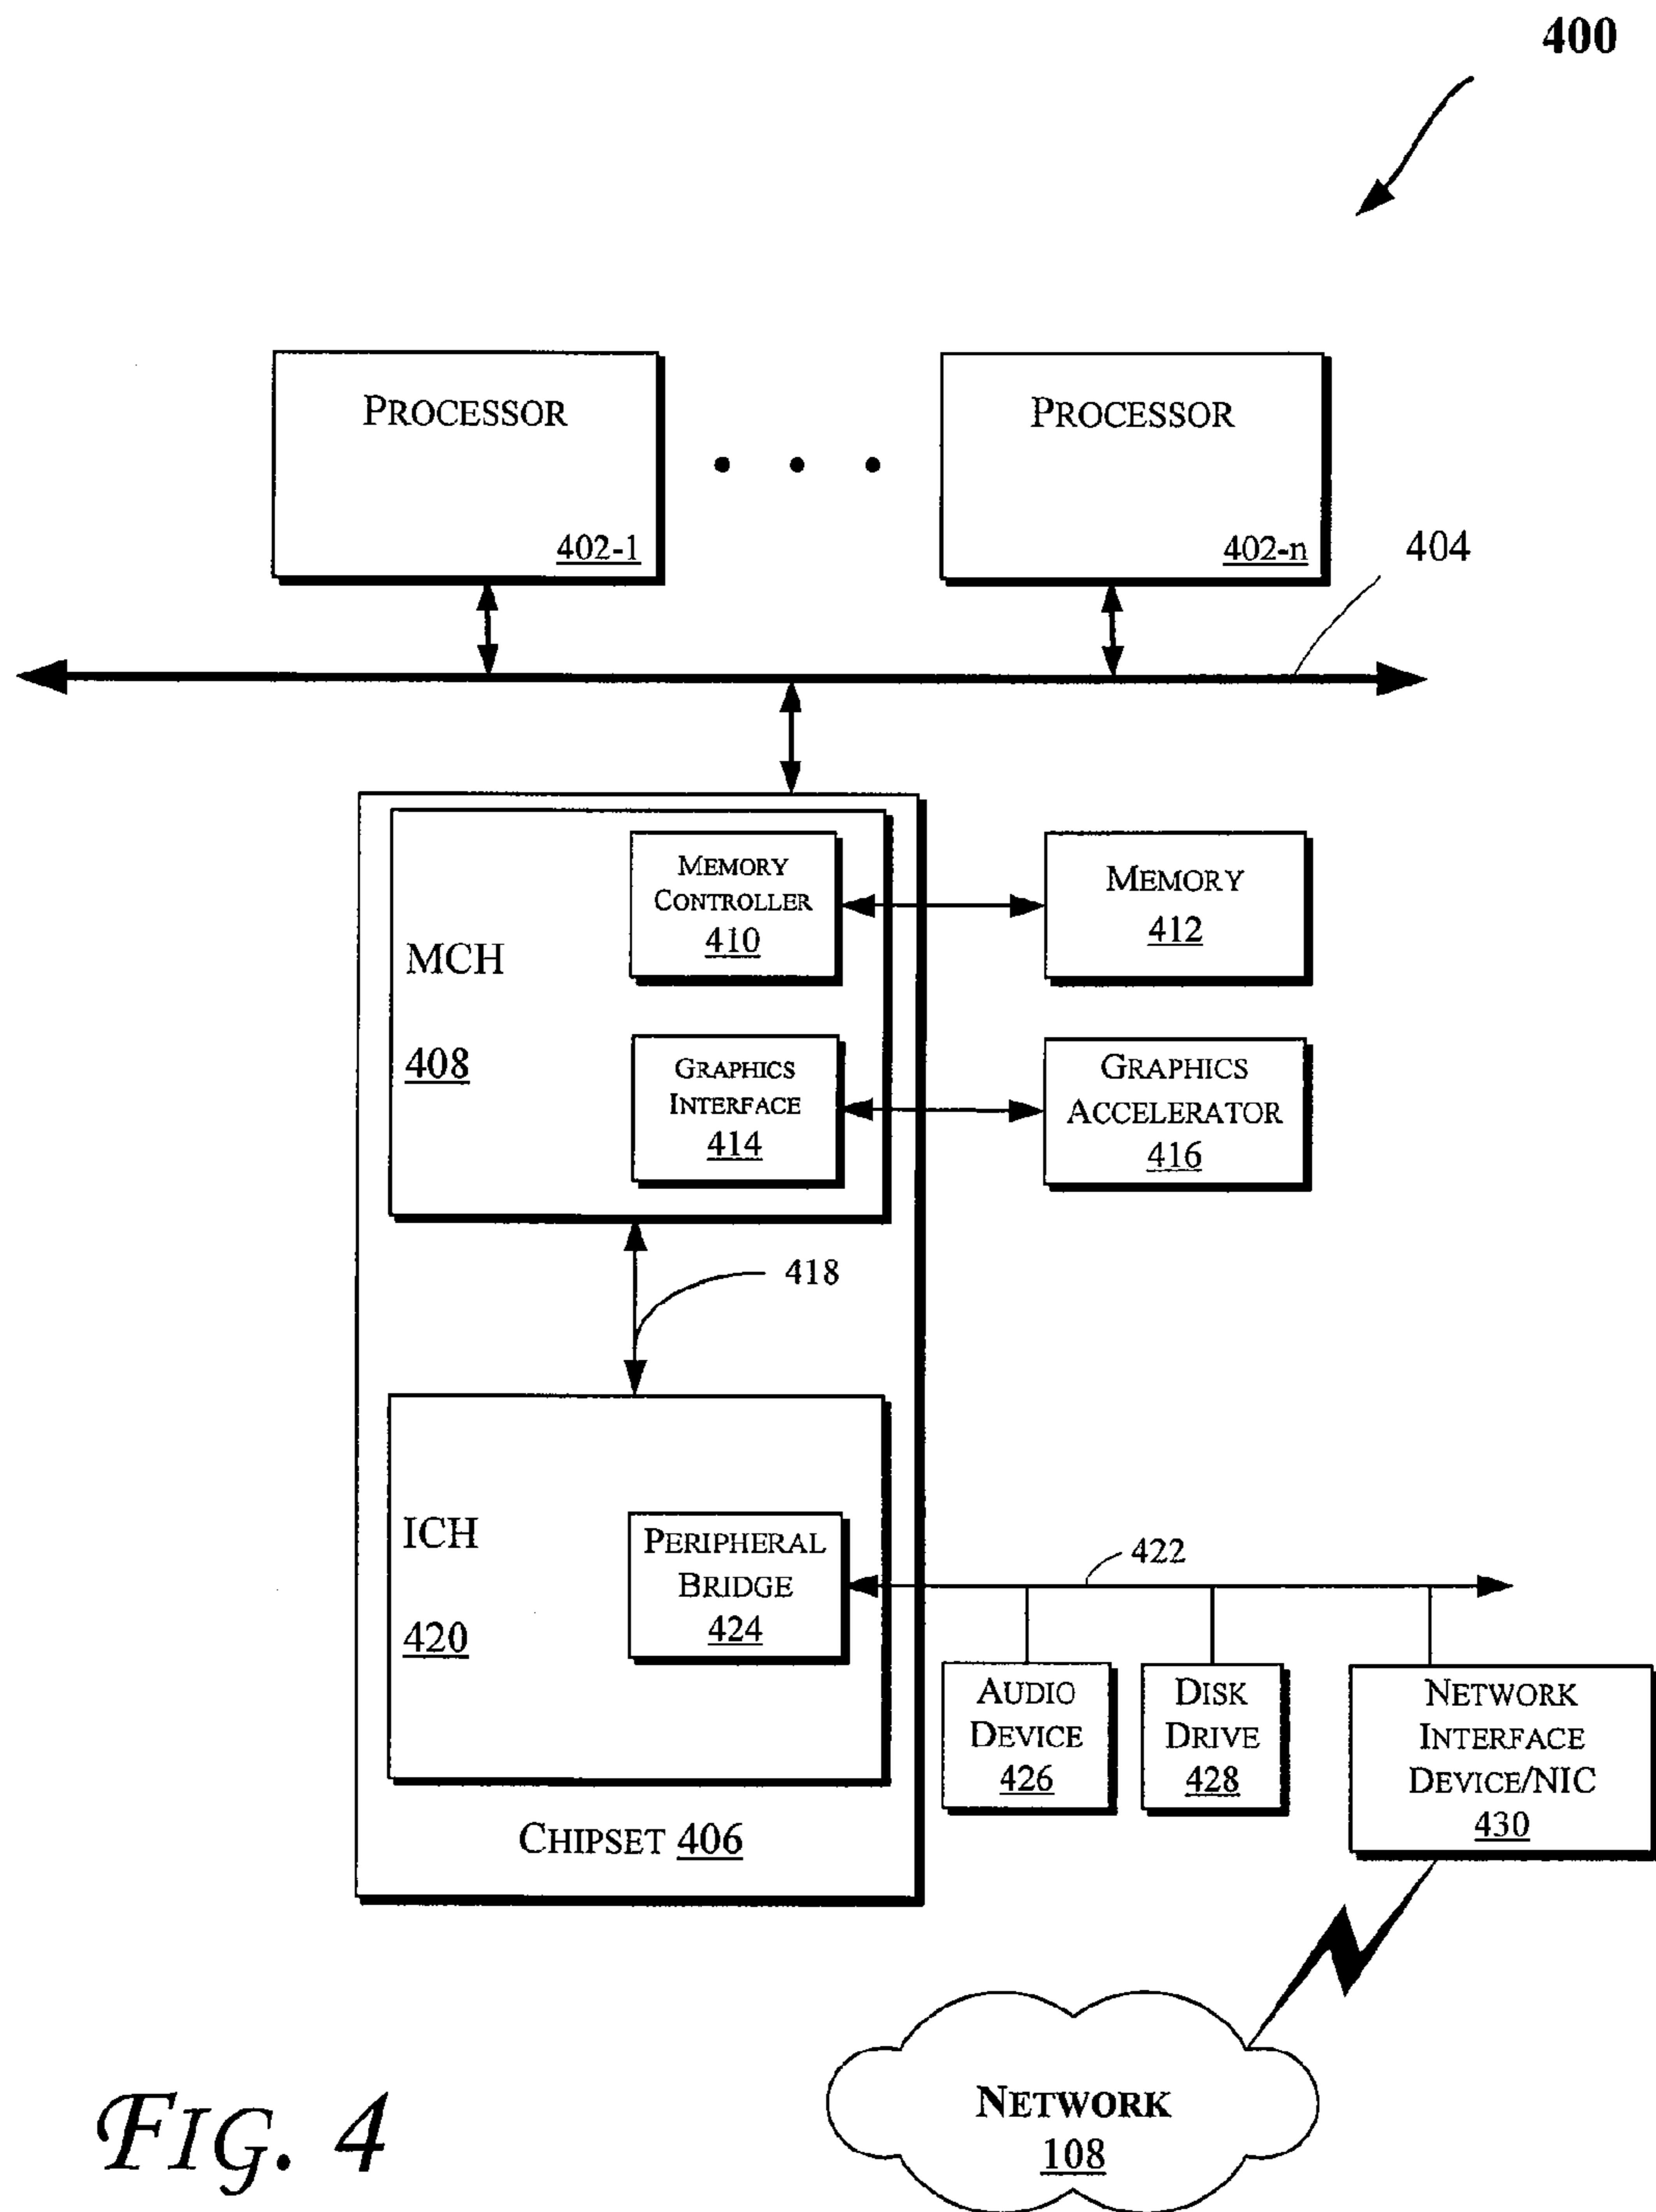 400
PROCESSOR
402-1
PROCESSOR
402-n
404
MCH
408
MEMORY
CONTROLLER
410
MEMORY
412
GRAPHICS
INTERFACE
414
GRAPHICS
ACCELERATOR
416
418
ICH
420
PERIPHERAL
BRIDGE
424
422
AUDIO
DEVICE
426
DISK
DRIVE
428
NETWORK
INTERFACE
DEVICE/NIC
430
CHIPSET 406
NETWORK
108
FIG. 4